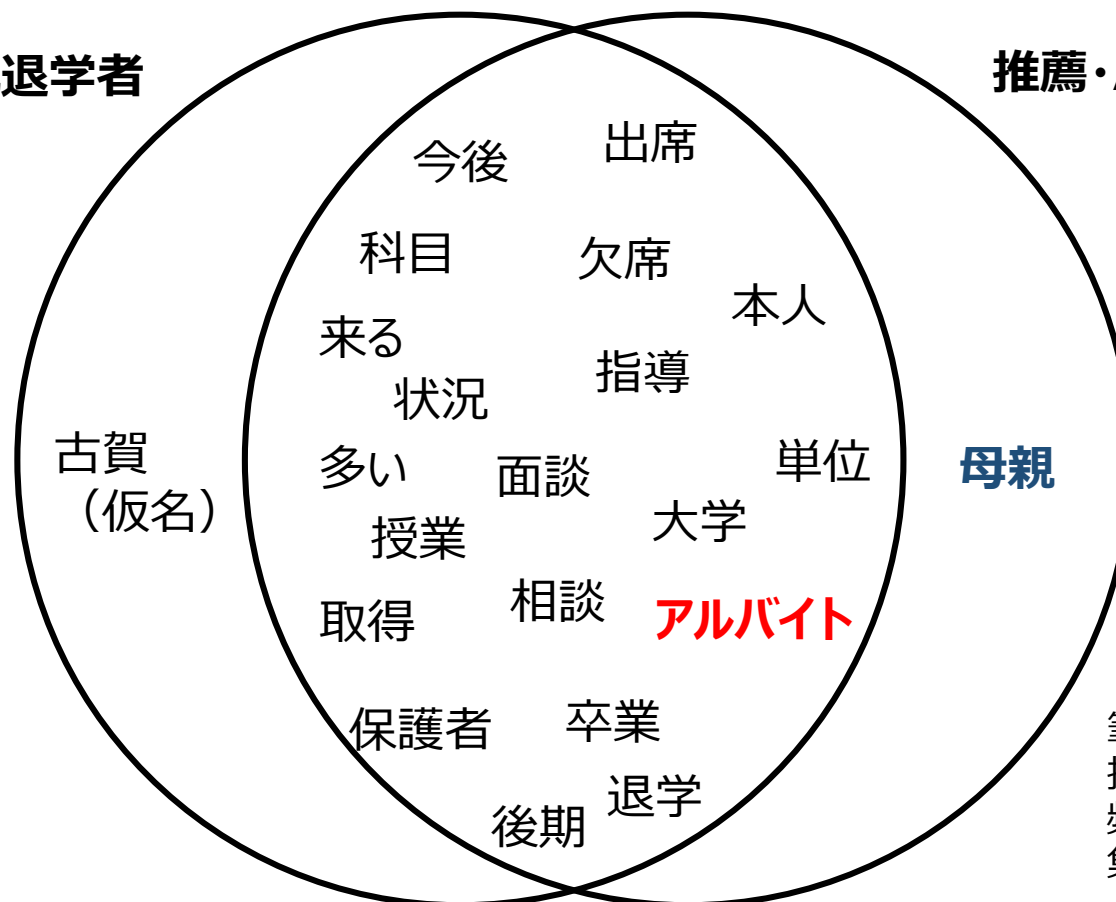 退学者
推薦・
今後
出席
科目
欠席
本人
来る
指導
状況
古賀
（仮名）
多い
面談
単位
母親
授業
大学
取得
相談
アルバイト
保護者
卒業
後期
退学